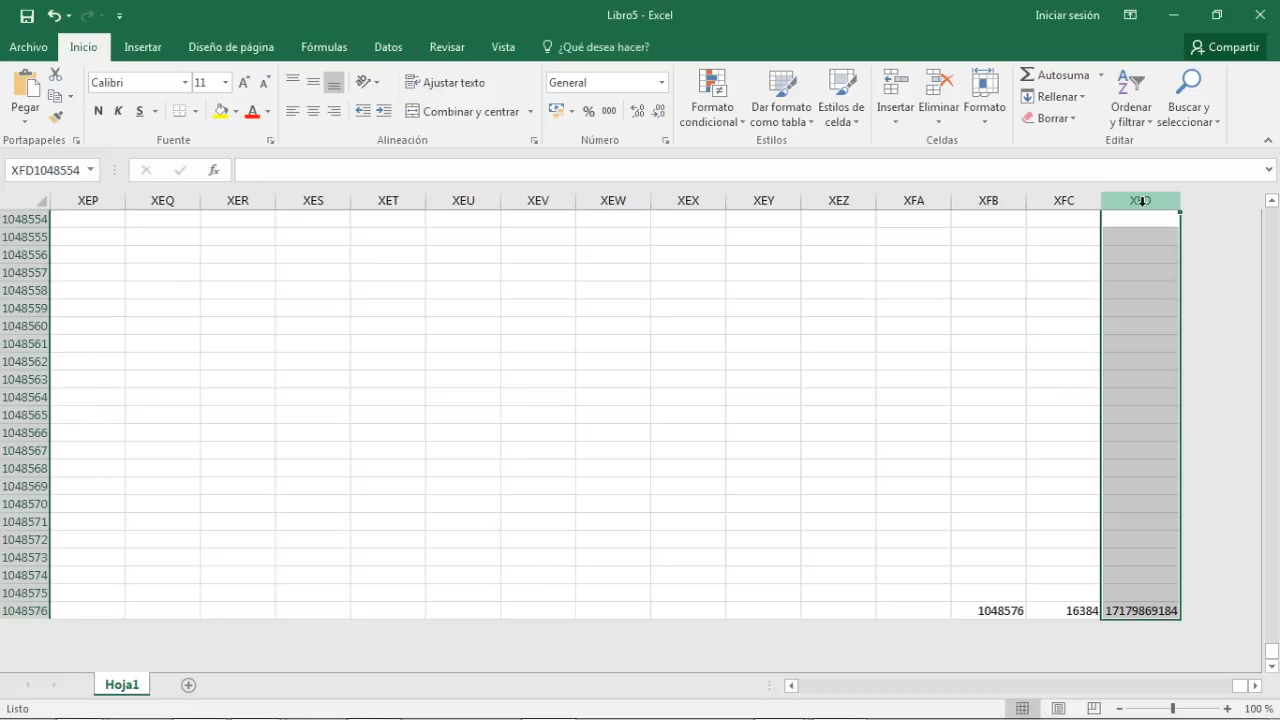 Libro5 - Excel
Iniciar sesión
Archivo Inicio Insertar Diseño de página Fórmulas Datos Revisar Vista ¿Qué desea hacer? Compartir
Pegar
Portapapeles
Calibri 11
N K S
Fuente
Ajustar texto
Combinar y centrar
Alineación
General
% 000
Número
Formato condicional
Dar formato como tabla
Estilos de celda
Estilos
Insertar Eliminar Formato
Celdas
Autosuma
Rellenar
Borrar
Ordenar y filtrar
Buscar y seleccionar
Editar
XFD1048554 fx
XEP XEQ XER XES XET XEU XEV XEW XEX XEY XEZ XFA XFB XFC
1048554
1048555
1048556
1048557
1048558
1048559
1048560
1048561
1048562
1048563
1048564
1048565
1048566
1048567
1048568
1048569
1048570
1048571
1048572
1048573
1048574
1048575
1048576 1048576 16384 17179869184
Hoja1
Listo 100 %